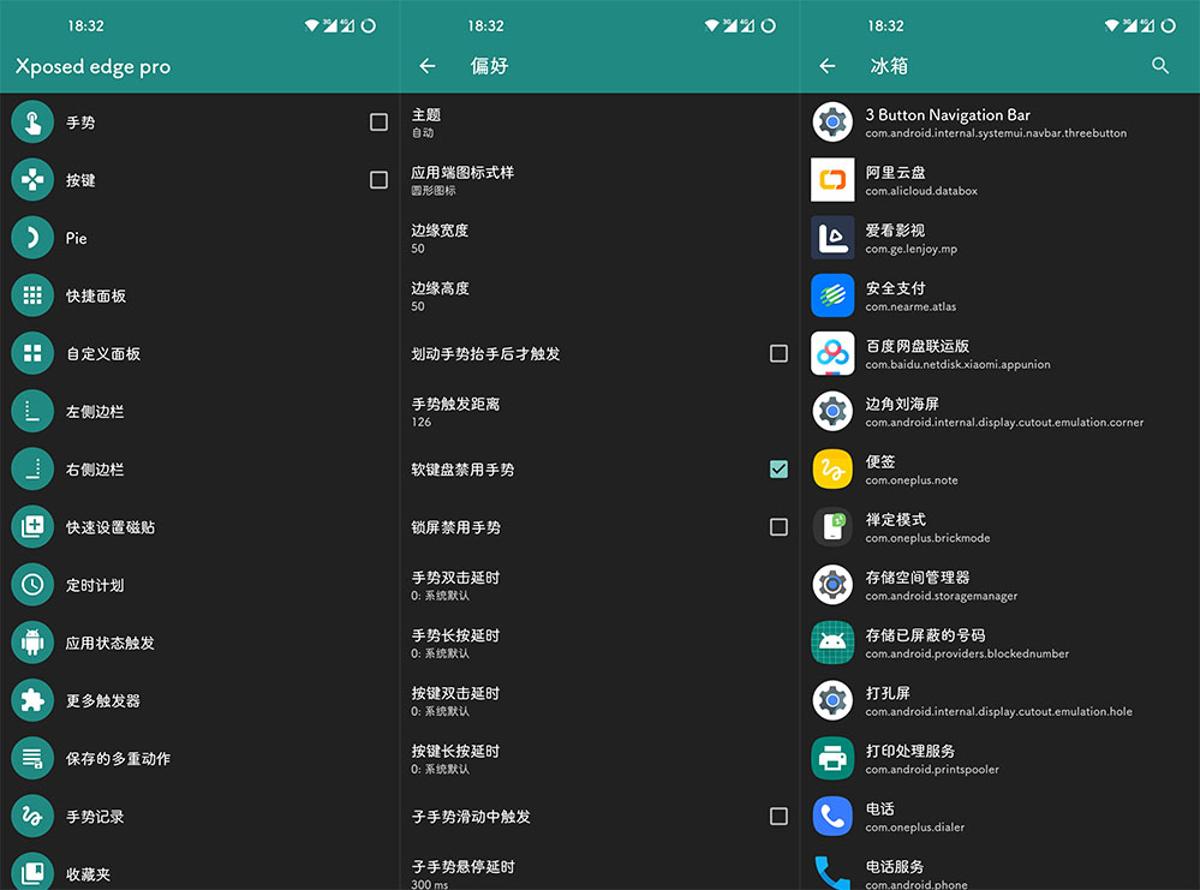 18:32
3G 4G
Xposed edge pro
手势
按键
Pie
快捷面板
自定义面板
左侧边栏
右侧边栏
快速设置磁贴
定时计划
应用状态触发
更多触发器
保存的多重动作
手势记录
收藏夹
18:32
3G 4G
偏好
主题
自动
应用端图标式样
圆形图标
边缘宽度
50
边缘高度
50
划动手势抬手后才触发
手势触发距离
126
软键盘禁用手势
锁屏禁用手势
手势双击延时
0: 系统默认
手势长按延时
0: 系统默认
按键双击延时
0: 系统默认
按键长按延时
0: 系统默认
子手势滑动中触发
子手势悬停延时
300 ms
18:32
3G 4G
冰箱
3 Button Navigation Bar
com.android.internal.systemui.navbar.threebutton
阿里云盘
com.alicloud.databox
爱看影视
com.ge.lenjoy.mp
安全支付
com.nearme.atlas
百度网盘联运版
com.baidu.netdisk.xiaomi.appunion
边角刘海屏
com.android.internal.display.cutout.emulation.corner
便签
com.oneplus.note
禅定模式
com.oneplus.brickmode
存储空间管理器
com.android.storagemanager
存储已屏蔽的号码
com.android.providers.blockednumber
打孔屏
com.android.internal.display.cutout.emulation.hole
打印处理服务
com.android.printspooler
电话
com.oneplus.dialer
电话服务
com.android.phone